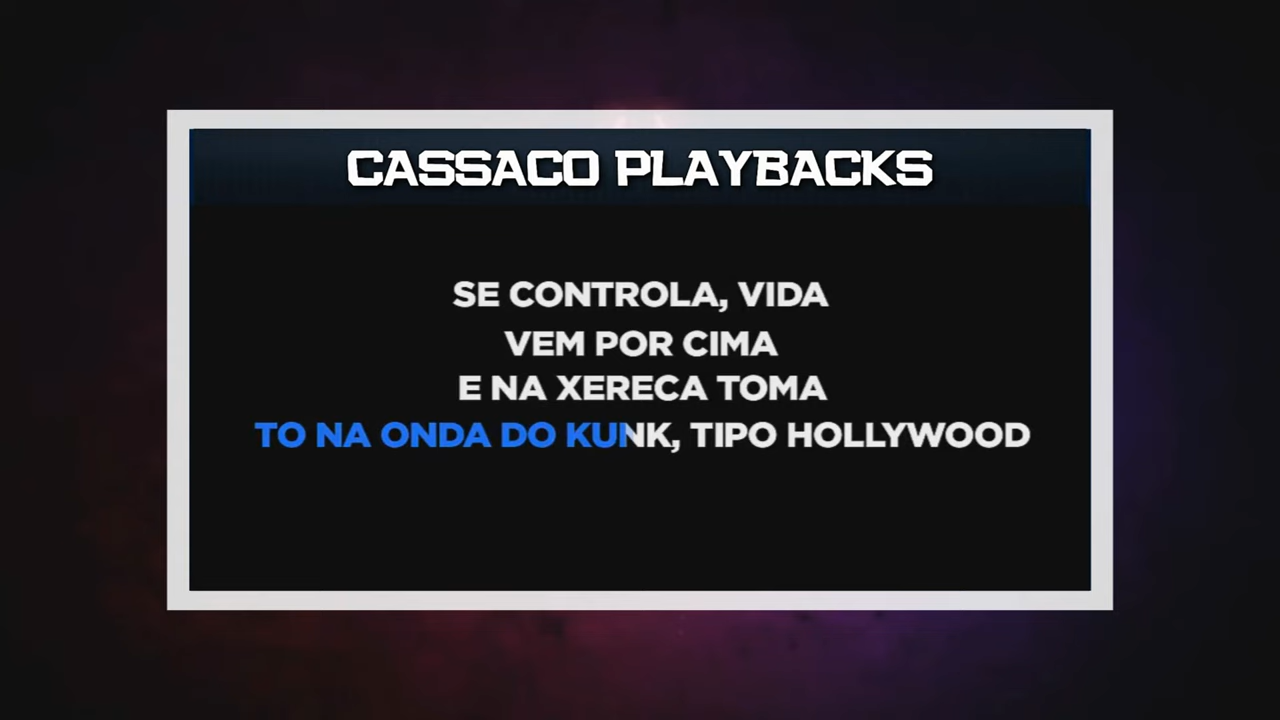 CASSACO PLAYBACKS
SE CONTROLA, VIDA
VEM POR CIMA
E NA XERECA TOMA
TO NA ONDA DO KUNK, TIPO HOLLYWOOD